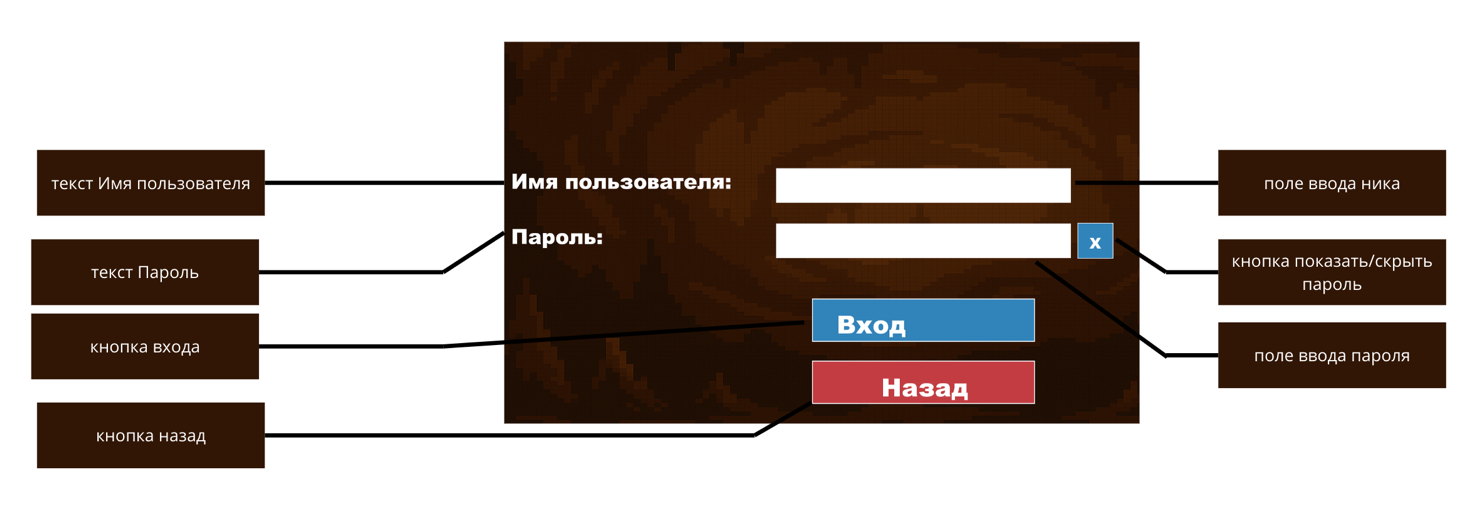 текст Имя пользователя
текст Пароль
кнопка входа
кнопка назад
Имя пользователя:
Пароль:
x
Вход
Назад
поле ввода ника
кнопка показать/скрыть
пароль
поле ввода пароля